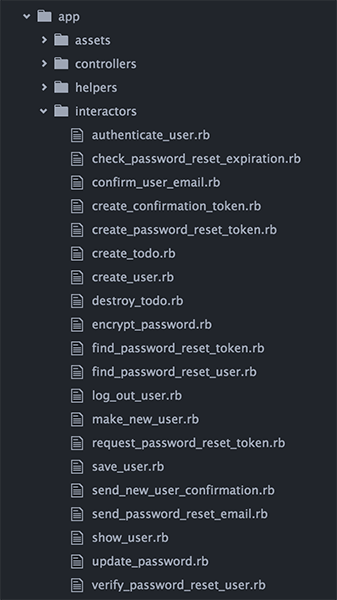 app
assets
controllers
helpers
interactors
authenticate_user.rb
check_password_reset_expiration.rb
confirm_user_email.rb
create_confirmation_token.rb
create_password_reset_token.rb
create_todo.rb
create_user.rb
destroy_todo.rb
encrypt_password.rb
find_password_reset_token.rb
find_password_reset_user.rb
log_out_user.rb
make_new_user.rb
request_password_reset_token.rb
save_user.rb
send_new_user_confirmation.rb
send_password_reset_email.rb
show_user.rb
update_password.rb
verify_password_reset_user.rb